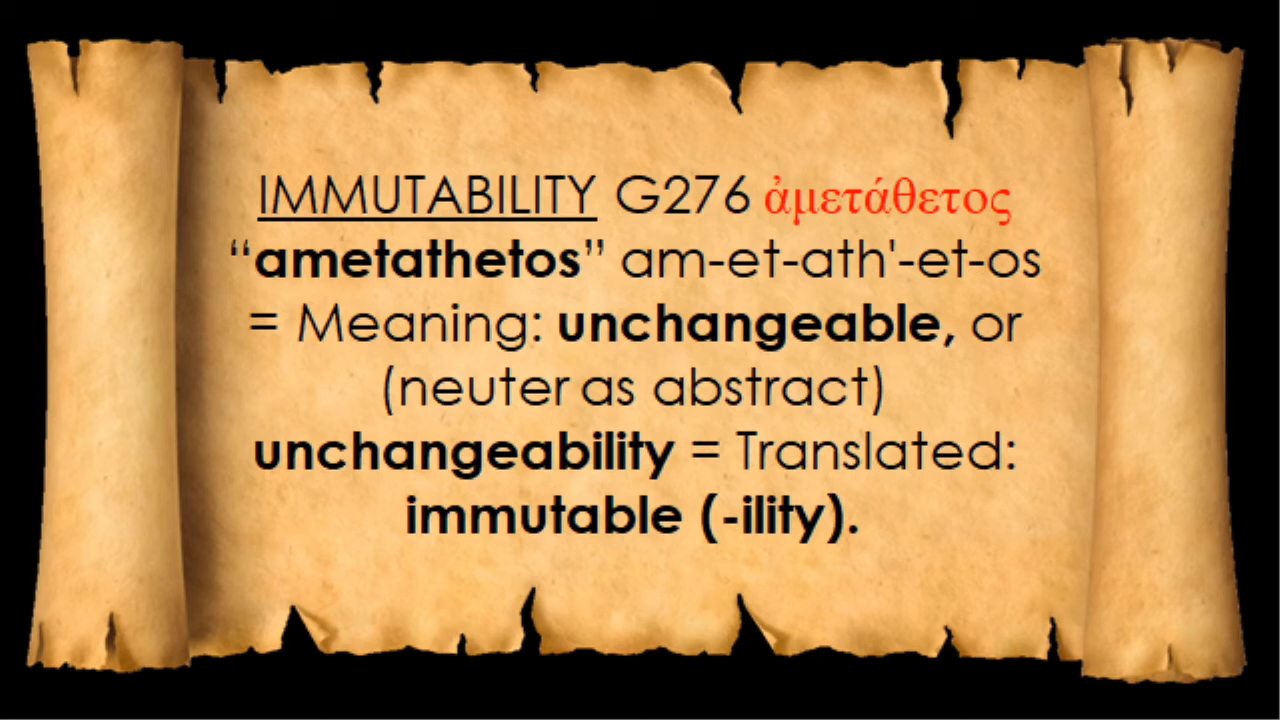 IMMUTABILITY G276 ἀμετάθετος
“ametathetos” am-et-ath'-et-os
= Meaning: unchangeable, or
(neuter as abstract)
unchangeability = Translated:
immutable (-ility).